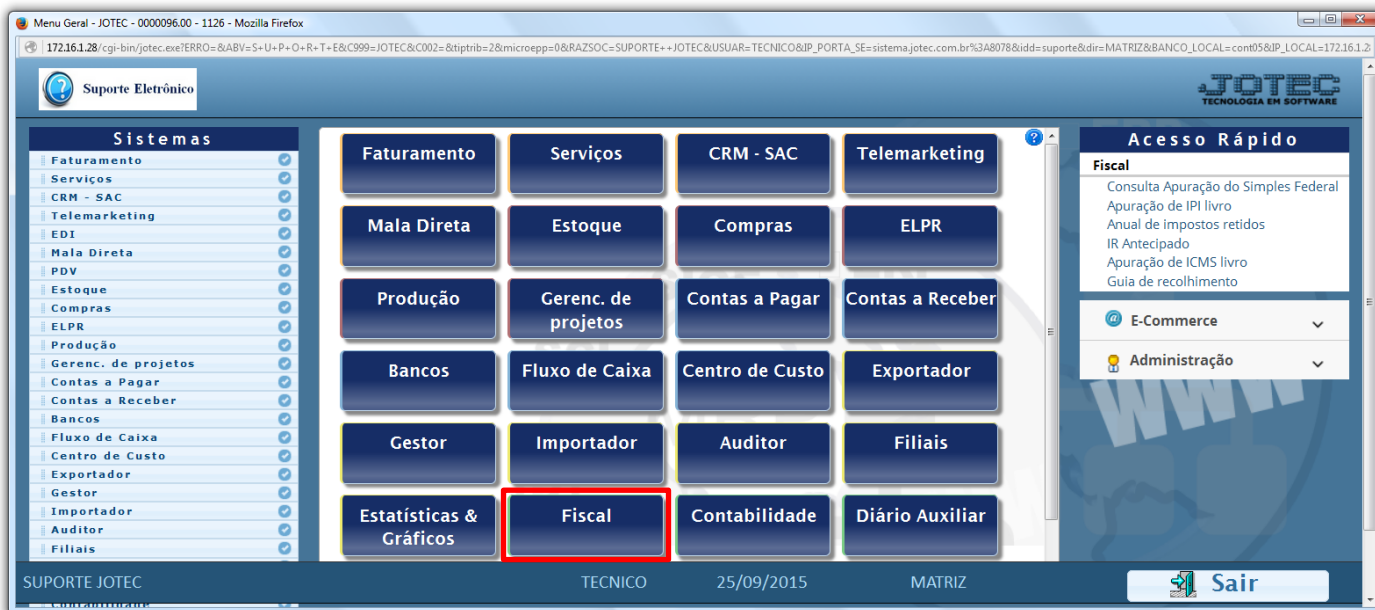 Menu Geral - JOTEC - 0000096.00 - 1126 - Mozilla Firefox
172.16.1.28/cgi-bin/jotec.exe?ERRO=&ABV=S+U+P+O+R+T+E&C999=JOTEC&C002=&tiptrib=2&microepp=0&RAZSOC=SUPORTE++JOTEC&USUAR=TECNICO&IP_PORTA_SE=sistema.jotec.com.br%3A8078&idd=suporte&dir=MATRIZ&BANCO_LOCAL=cont05&IP_LOCAL=172.16.1.2
Suporte Eletrônico
JOTEC
TECNOLOGIA EM SOFTWARE
Sistemas
Faturamento
Serviços
CRM - SAC
Telemarketing
EDI
Mala Direta
PDV
Estoque
Compras
ELPR
Produção
Gerenc. de projetos
Contas a Pagar
Contas a Receber
Bancos
Fluxo de Caixa
Centro de Custo
Exportador
Gestor
Importador
Auditor
Filiais
Contabilidade
Faturamento
Serviços
CRM - SAC
Telemarketing
Mala Direta
Estoque
Compras
ELPR
Produção
Gerenc. de
projetos
Contas a Pagar
Contas a Receber
Bancos
Fluxo de Caixa
Centro de Custo
Exportador
Gestor
Importador
Auditor
Filiais
Estatísticas &
Gráficos
Fiscal
Contabilidade
Diário Auxiliar
Acesso Rápido
Fiscal
Consulta Apuração do Simples Federal
Apuração de IPI livro
Anual de impostos retidos
IR Antecipado
Apuração de ICMS livro
Guia de recolhimento
E-Commerce
Administração
WWW
SUPORTE JOTEC
TECNICO
25/09/2015
MATRIZ
Sair